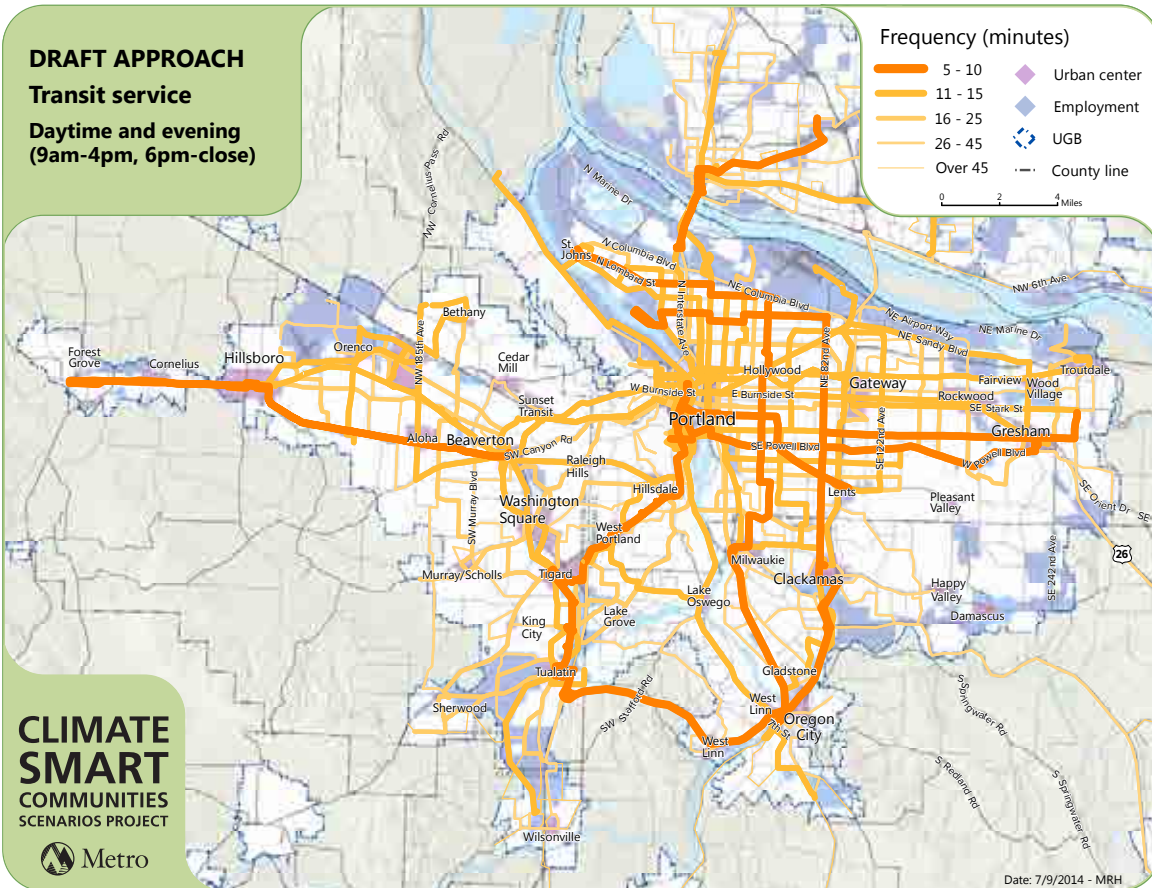 DRAFT APPROACH
Transit service
Daytime and evening
(9am-4pm, 6pm-close)
Frequency (minutes)
5 - 10
11 - 15
16 - 25
26 - 45
Over 45
Urban center
Employment
UGB
County line
0 2 4
Miles
NW Cornelius Pass Rd
N Marine Dr
St.
Johns
N Columbia Blvd
N Lombard St
N Interstate Ave
NE Columbia Blvd
NW 6th Ave
NE Airport Way
NE Marine Dr
NE Sandy Blvd
NE 82nd Ave
Bethany
NW 185th Ave
Orenco
Forest
Grove
Cornelius
Hillsboro
Cedar
Mill
Sunset
Transit
W Burnside St
E Burnside St
Hollywood
Gateway
Fairview
Wood
Village
Troutdale
Rockwood
SE Stark St
Portland
Gresham
Aloha
Beaverton
SW Canyon Rd
Raleigh
Hills
SE Powell Blvd
SE 122nd Ave
W Powell Blvd
SW Murray Blvd
Washington
Square
Hillsdale
Lents
Pleasant
Valley
SE Orient Dr
SE
West
Portland
26
Murray/Scholls
Tigard
Milwaukie
Clackamas
SE 242nd Ave
Happy
Valley
Damascus
Lake
Oswego
Lake
Grove
King
City
Tualatin
Gladstone
Sherwood
SW Stafford Rd
West
Linn
Oregon
City
7th St
West
Linn
S Springwater Rd
S Redland Rd
S Springwater Rd
Wilsonville
CLIMATE
SMART
COMMUNITIES
SCENARIOS PROJECT
Metro
Date: 7/9/2014 - MRH